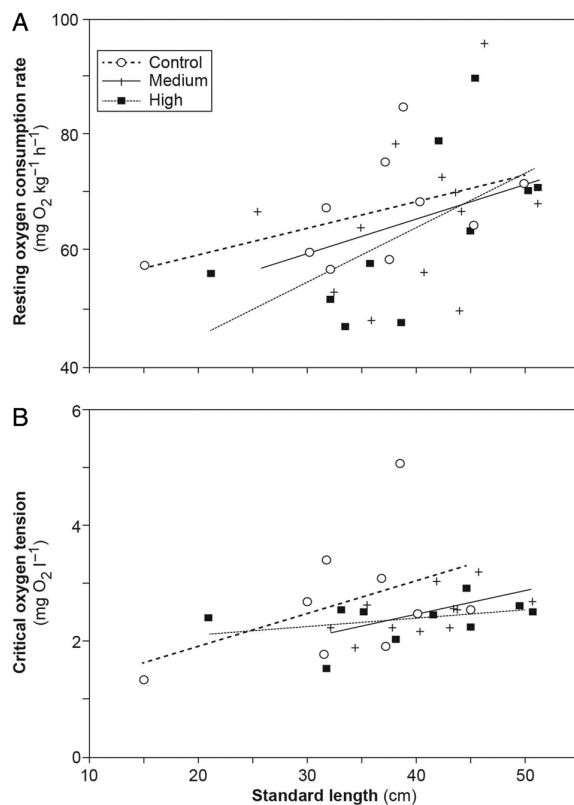 A
100
80
60
40
Resting oxygen consumption rate
(mg O₂ kg⁻¹ h⁻¹)
Control
Medium
High
B
6
4
2
0
Critical oxygen tension
(mg O₂ l⁻¹)
10
20
30
40
50
Standard length (cm)